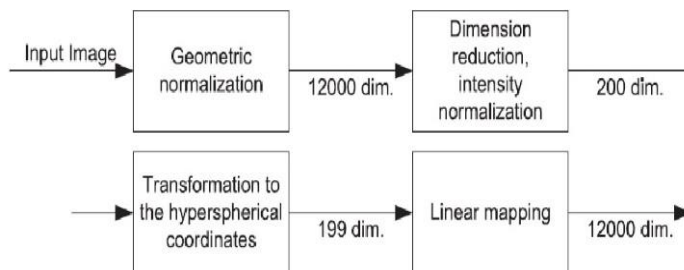 Input Image
Geometric
normalization
12000 dim.
Dimension
reduction,
intensity
normalization
200 dim.
Transformation to
the hyperspherical
coordinates
199 dim.
Linear mapping
12000 dim.